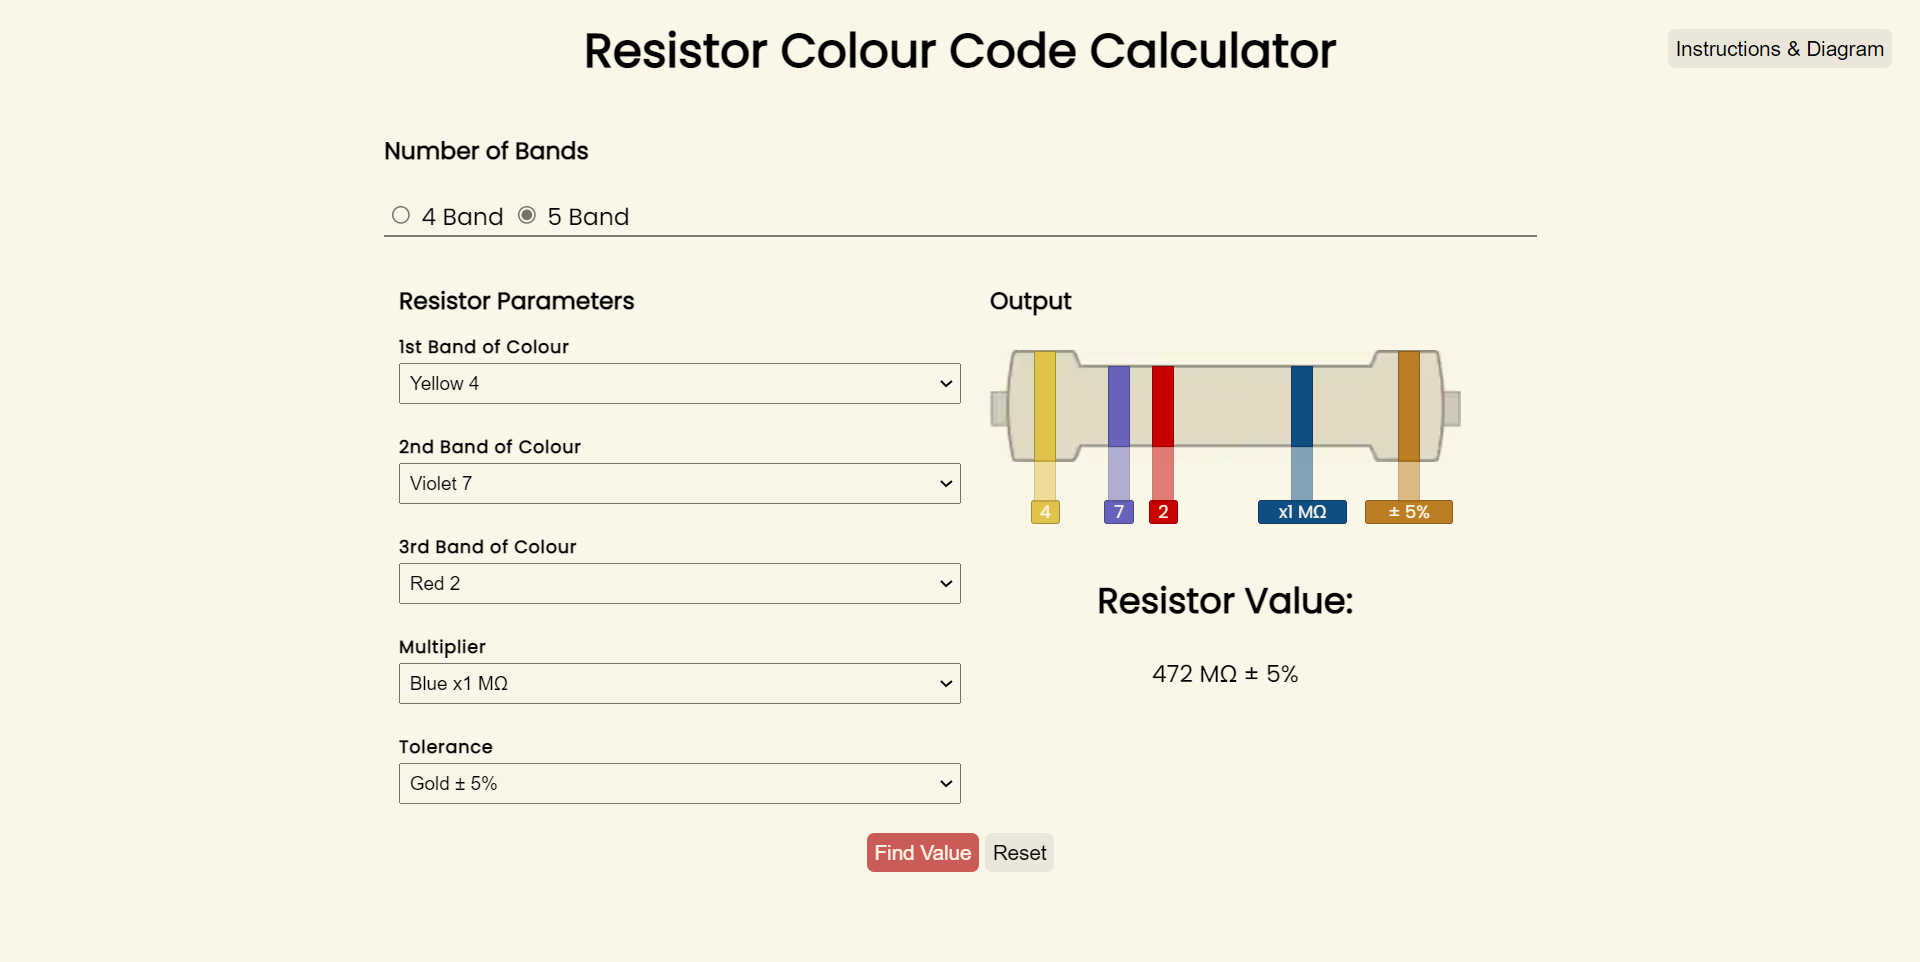 Resistor Colour Code Calculator
Instructions & Diagram
Number of Bands
4 Band 5 Band
Resistor Parameters
1st Band of Colour
Yellow 4
2nd Band of Colour
Violet 7
3rd Band of Colour
Red 2
Multiplier
Blue x1 MΩ
Tolerance
Gold ± 5%
Output
4 7 2 x1 MΩ ± 5%
Resistor Value:
472 MΩ ± 5%
Find Value Reset